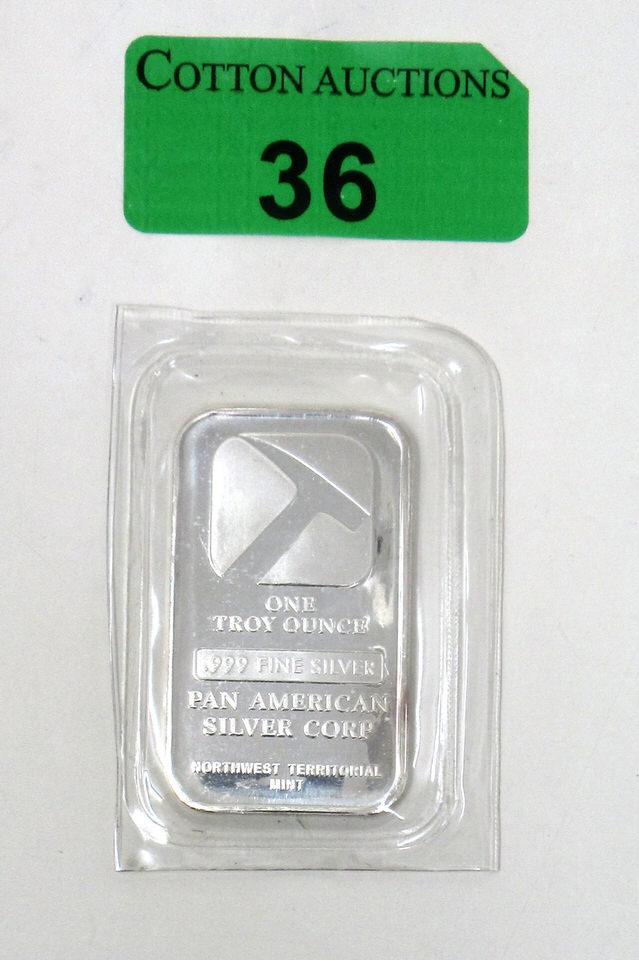 COTTON AUCTIONS
36
ONE
TROY OUNCE
.999 FINE SILVER
PAN AMERICAN
SILVER CORP
NORTHWEST TERRITORIAL
MINT